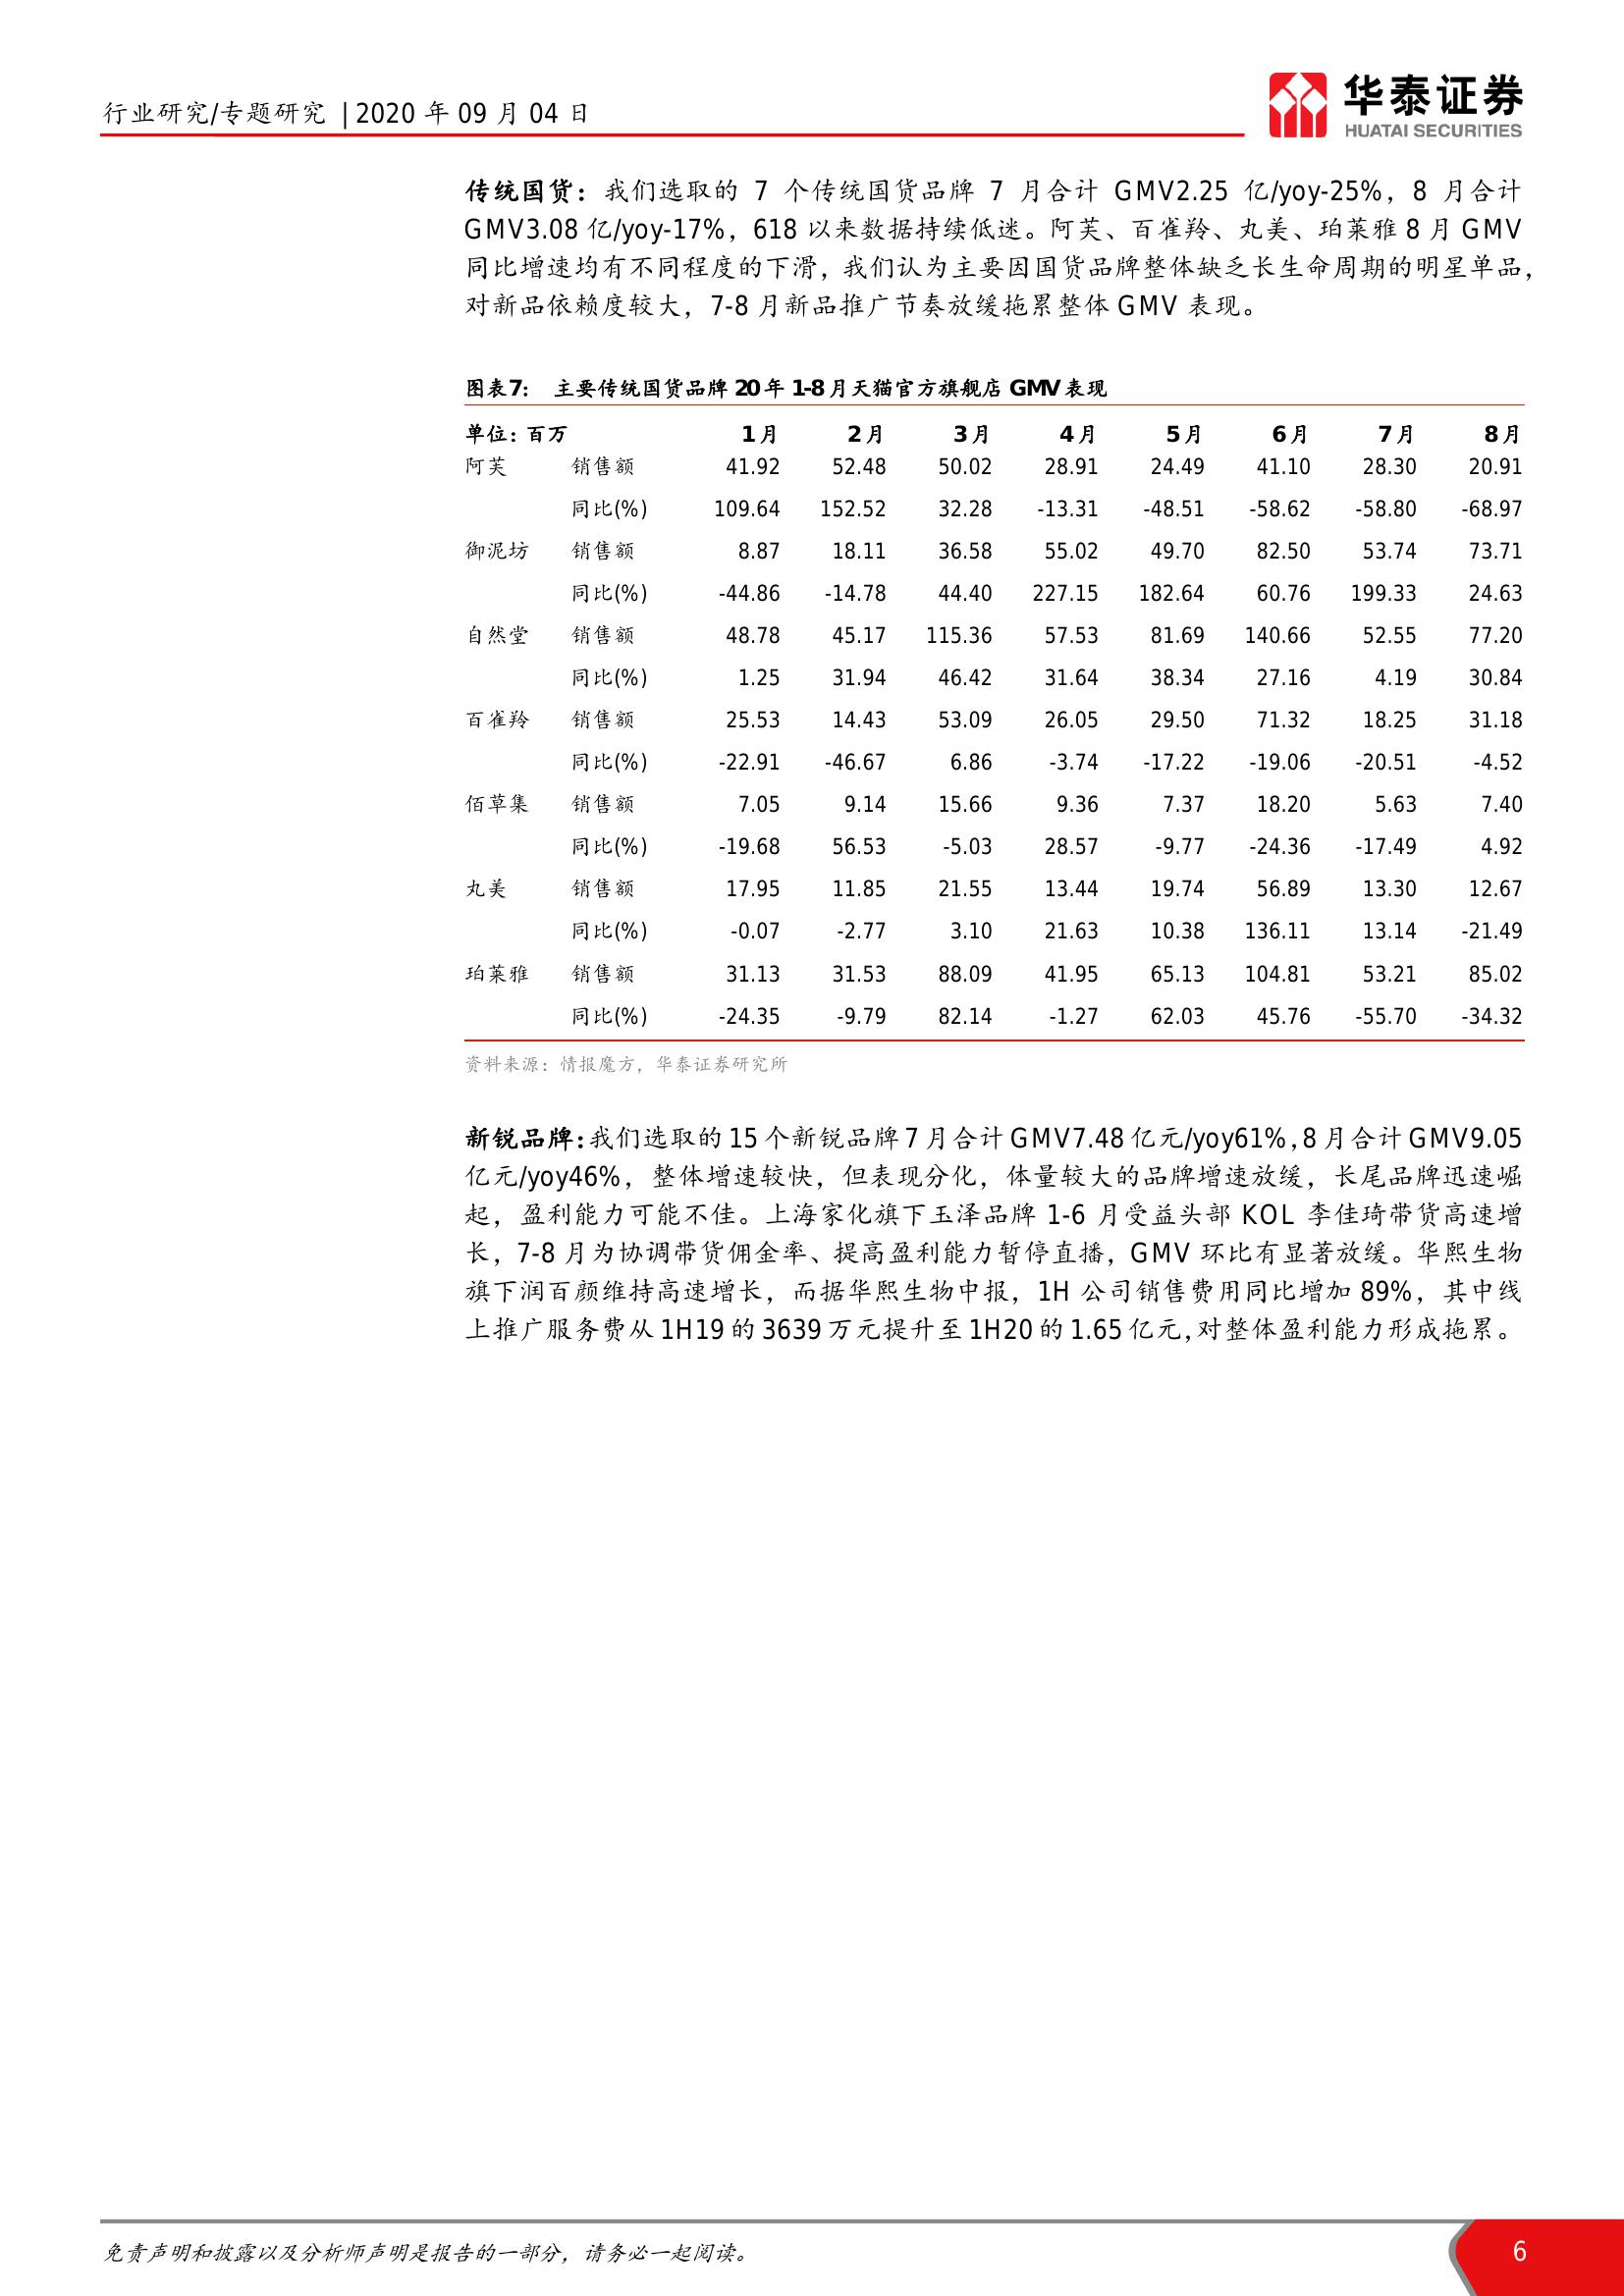 行业研究/专题研究 | 2020 年 09 月 04 日
华泰证券
HUATAI SECURITIES
传统国货：我们选取的 7 个传统国货品牌 7 月合计 GMV2.25 亿/yoy-25%，8 月合计
GMV3.08 亿/yoy-17%，618 以来数据持续低迷。阿芙、百雀羚、丸美、珀莱雅 8 月 GMV
同比增速均有不同程度的下滑，我们认为主要因国货品牌整体缺乏长生命周期的明星单品，
对新品依赖度较大，7-8 月新品推广节奏放缓拖累整体 GMV 表现。
图表7： 主要传统国货品牌 20 年 1-8 月天猫官方旗舰店 GMV 表现
单位：百万 1月 2月 3月 4月 5月 6月 7月 8月
阿芙 销售额 41.92 52.48 50.02 28.91 24.49 41.10 28.30 20.91
同比(%) 109.64 152.52 32.28 -13.31 -48.51 -58.62 -58.80 -68.97
御泥坊 销售额 8.87 18.11 36.58 55.02 49.70 82.50 53.74 73.71
同比(%) -44.86 -14.78 44.40 227.15 182.64 60.76 199.33 24.63
自然堂 销售额 48.78 45.17 115.36 57.53 81.69 140.66 52.55 77.20
同比(%) 1.25 31.94 46.42 31.64 38.34 27.16 4.19 30.84
百雀羚 销售额 25.53 14.43 53.09 26.05 29.50 71.32 18.25 31.18
同比(%) -22.91 -46.67 6.86 -3.74 -17.22 -19.06 -20.51 -4.52
佰草集 销售额 7.05 9.14 15.66 9.36 7.37 18.20 5.63 7.40
同比(%) -19.68 56.53 -5.03 28.57 -9.77 -24.36 -17.49 4.92
丸美 销售额 17.95 11.85 21.55 13.44 19.74 56.89 13.30 12.67
同比(%) -0.07 -2.77 3.10 21.63 10.38 136.11 13.14 -21.49
珀莱雅 销售额 31.13 31.53 88.09 41.95 65.13 104.81 53.21 85.02
同比(%) -24.35 -9.79 82.14 -1.27 62.03 45.76 -55.70 -34.32
资料来源：情报魔方，华泰证券研究所
新锐品牌：我们选取的 15 个新锐品牌 7 月合计 GMV7.48 亿元/yoy61%，8 月合计 GMV9.05
亿元/yoy46%，整体增速较快，但表现分化，体量较大的品牌增速放缓，长尾品牌迅速崛
起，盈利能力可能不佳。上海家化旗下玉泽品牌 1-6 月受益头部 KOL 李佳琦带货高速增
长，7-8 月为协调带货佣金率、提高盈利能力暂停直播，GMV 环比有显著放缓。华熙生物
旗下润百颜维持高速增长，而据华熙生物中报，1H 公司销售费用同比增加 89%，其中线
上推广服务费从 1H19 的 3639 万元提升至 1H20 的 1.65 亿元，对整体盈利能力形成拖累。
免责声明和披露以及分析师声明是报告的一部分，请务必一起阅读。
6